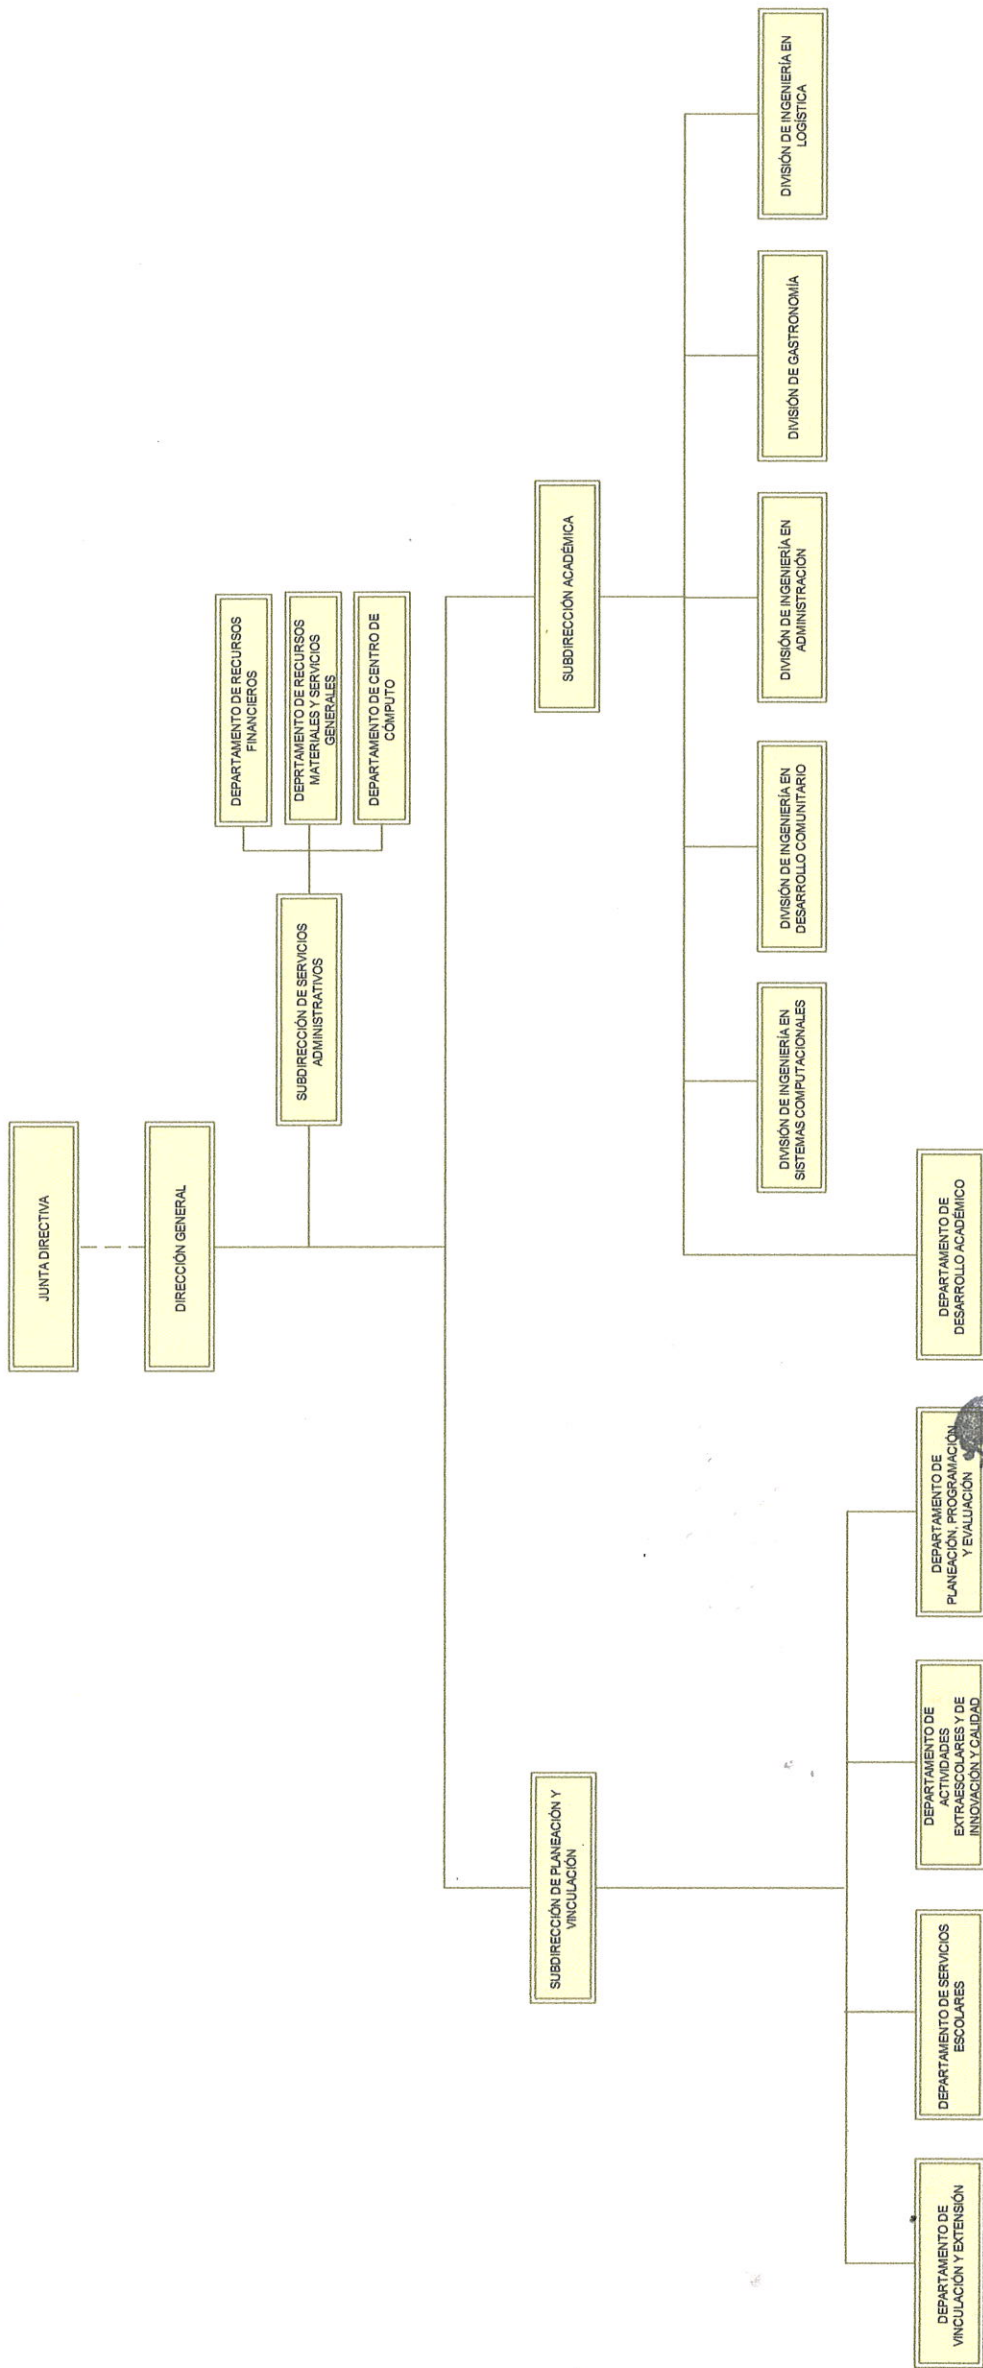 JUNTA DIRECTIVA
DIRECCIÓN GENERAL
SUBDIRECCIÓN DE SERVICIOS
ADMINISTRATIVOS
DEPARTAMENTO DE RECURSOS
FINANCIEROS
DEPRTAMENTO DE RECURSOS
MATERIALES Y SERVICIOS
GENERALES
DEPARTAMENTO DE CENTRO DE
CÓMPUTO
SUBDIRECCIÓN DE PLANEACIÓN Y
VINCULACIÓN
SUBDIRECCIÓN ACADÉMICA
DIVISIÓN DE INGENIERÍA EN
SISTEMAS COMPUTACIONALES
DIVISIÓN DE INGENIERÍA EN
DESARROLLO COMUNITARIO
DIVISIÓN DE INGENIERÍA EN
ADMINISTRACIÓN
DIVISIÓN DE GASTRONOMÍA
DIVISIÓN DE INGENIERÍA EN
LOGÍSTICA
DEPARTAMENTO DE
VINCULACIÓN Y EXTENSIÓN
DEPARTAMENTO DE SERVICIOS
ESCOLARES
DEPARTAMENTO DE
ACTIVIDADES
EXTRAESCOLARES Y DE
INNOVACIÓN Y CALIDAD
DEPARTAMENTO DE
PLANEACIÓN, PROGRAMACIÓN
Y EVALUACIÓN
DEPARTAMENTO DE
DESARROLLO ACADÉMICO